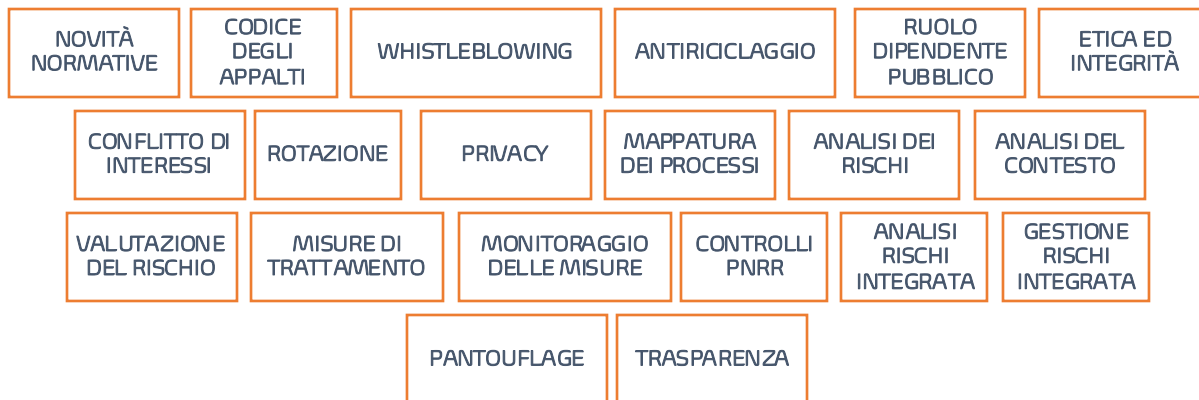 NOVITÀ
NORMATIVE
CODICE
DEGLI
APPALTI
WHISTLEBLOWING
ANTIRICICLAGGIO
RUOLO
DIPENDENTE
PUBBLICO
ETICA ED
INTEGRITÀ
CONFLITTO DI
INTERESSI
ROTAZIONE
PRIVACY
MAPPATURA
DEI PROCESSI
ANALISI DEI
RISCHI
ANALISI DEL
CONTESTO
VALUTAZIONE
DEL RISCHIO
MISURE DI
TRATTAMENTO
MONITORAGGIO
DELLE MISURE
CONTROLLI
PNRR
ANALISI
RISCHI
INTEGRATA
GESTIONE
RISCHI
INTEGRATA
PANTOUFLAGE
TRASPARENZA